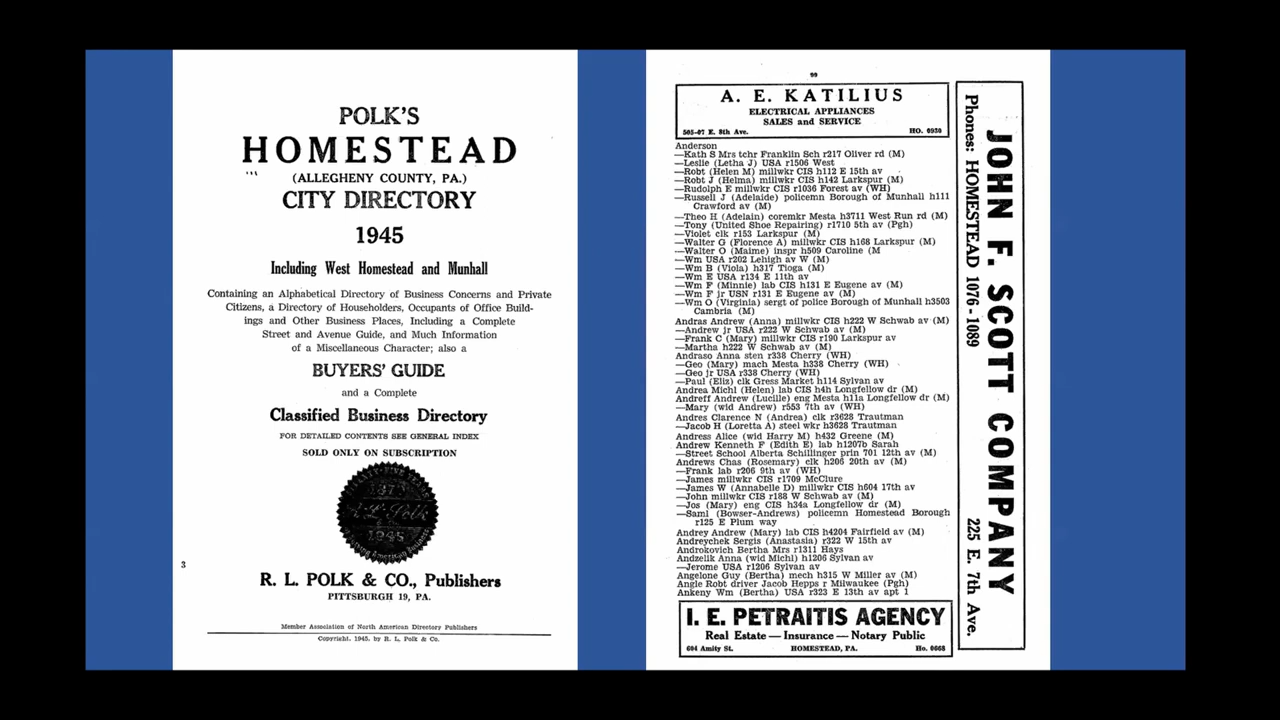 POLK'S
HOMESTEAD
(ALLEGHENY COUNTY, PA.)
CITY DIRECTORY
1945
Including West Homestead and Munhall
Containing an Alphabetical Directory of Business Concerns and Private
Citizens, a Directory of Householders, Occupants of Office Build-
ings and Other Business Places, Including a Complete
Street and Avenue Guide, and Much Information
of a Miscellaneous Character; also a
BUYERS' GUIDE
and a Complete
Classified Business Directory
FOR DETAILED CONTENTS SEE GENERAL INDEX
SOLD ONLY ON SUBSCRIPTION
R. L. Polk
& Co.
1945
3
R. L. POLK & CO., Publishers
PITTSBURGH 19, PA.
Member Association of North American Directory Publishers
Copyright, 1945, by R. L. Polk & Co.
99
A. E. KATILIUS
ELECTRICAL APPLIANCES
SALES and SERVICE
505-07 E. 8th Ave. HO. 0930
Anderson
—Kath S Mrs tchr Franklin Sch r217 Oliver rd (M)
—Leslie (Letha J) USA r1506 West
—Robt (Helen M) millwkr CIS h112 E 15th av
—Robt J (Helma) millwkr CIS h142 Larkspur (M)
—Rudolph E millwkr CIS r1036 Forest av (WH)
—Russell J (Adelaide) policemn Borough of Munhall h111
Crawford av (M)
—Theo H (Adelain) coremkr Mesta h3711 West Run rd (M)
—Tony (United Shoe Repairing) r1710 5th av (Pgh)
—Violet clk r153 Larkspur (M)
—Walter G (Florence A) millwkr CIS h168 Larkspur (M)
—Walter O (Maime) inspr h509 Caroline (M
—Wm USA r202 Lehigh av W (M)
—Wm B (Viola) h317 Tioga (M)
—Wm E USA r134 E 11th av
—Wm F (Minnie) lab CIS h131 E Eugene av (M)
—Wm F jr USN r131 E Eugene av (M)
—Wm O (Virginia) sergt of police Borough of Munhall h3503
Cambria (M)
Andras Andrew (Anna) millwkr CIS h222 W Schwab av (M)
—Andrew jr USA r222 W Schwab av (M)
—Frank C (Mary) millwkr CIS r190 Larkspur av
—Martha h222 W Schwab av (M)
Andraso Anna sten r338 Cherry (WH)
—Geo (Mary) mach Mesta h338 Cherry (WH)
—Geo jr USA r338 Cherry (WH)
—Paul (Eliz) clk Gress Market h114 Sylvan av
Andrea Michl (Helen) lab CIS h4h Longfellow dr (M)
Andreff Andrew (Lucille) eng Mesta h11a Longfellow dr (M)
—Mary (wid Andrew) r553 7th av (WH)
Andres Clarence N (Andrea) clk r3628 Trautman
—Jacob H (Loretta A) steel wkr h3628 Trautman
Andress Alice (wid Harry M) h432 Greene (M)
Andrew Kenneth F (Edith E) lab h1207b Sarah
—Street School Alberta Schillinger prin 701 12th av (M)
Andrews Chas (Rosemary) clk h206 20th av (M)
—Frank lab r206 9th av (WH)
—James millwkr CIS r1709 McClure
—James W (Annabelle D) millwkr CIS h604 17th av
—John millwkr CIS r188 W Schwab av (M)
—Jos (Mary) eng CIS h34a Longfellow dr (M)
—Saml (Bowser-Andrews) policemn Homestead Borough
r125 E Plum way
Andrey Andrew (Mary) lab CIS h4204 Fairfield av (M)
Andreychek Sergis (Anastasia) r322 W 15th av
Androkovich Bertha Mrs r1311 Hays
Andzelik Anna (wid Michl) h1206 Sylvan av
—Jerome USA r1206 Sylvan av
Angelone Guy (Bertha) mech h315 W Miller av (M)
Angle Robt driver Jacob Hepps r Milwaukee (Pgh)
Ankeny Wm (Bertha) USA r323 E 13th av apt 1
I. E. PETRAITIS AGENCY
Real Estate — Insurance — Notary Public
604 Amity St. HOMESTEAD, PA. Ho. 0668
JOHN F. SCOTT COMPANY
Phones: HOMESTEAD 1076 - 1089 225 E. 7th Ave.